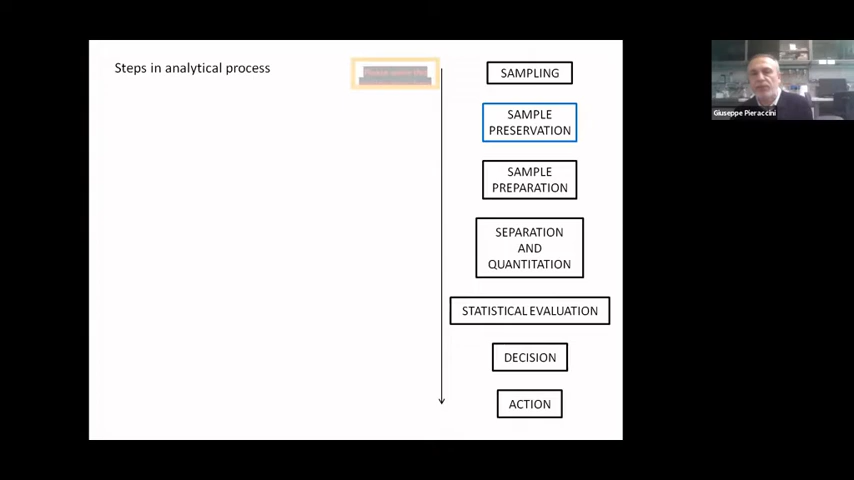 Steps in analytical process
SAMPLING
SAMPLE
PRESERVATION
SAMPLE
PREPARATION
SEPARATION
AND
QUANTITATION
STATISTICAL EVALUATION
DECISION
ACTION
Giuseppe Pieraccini